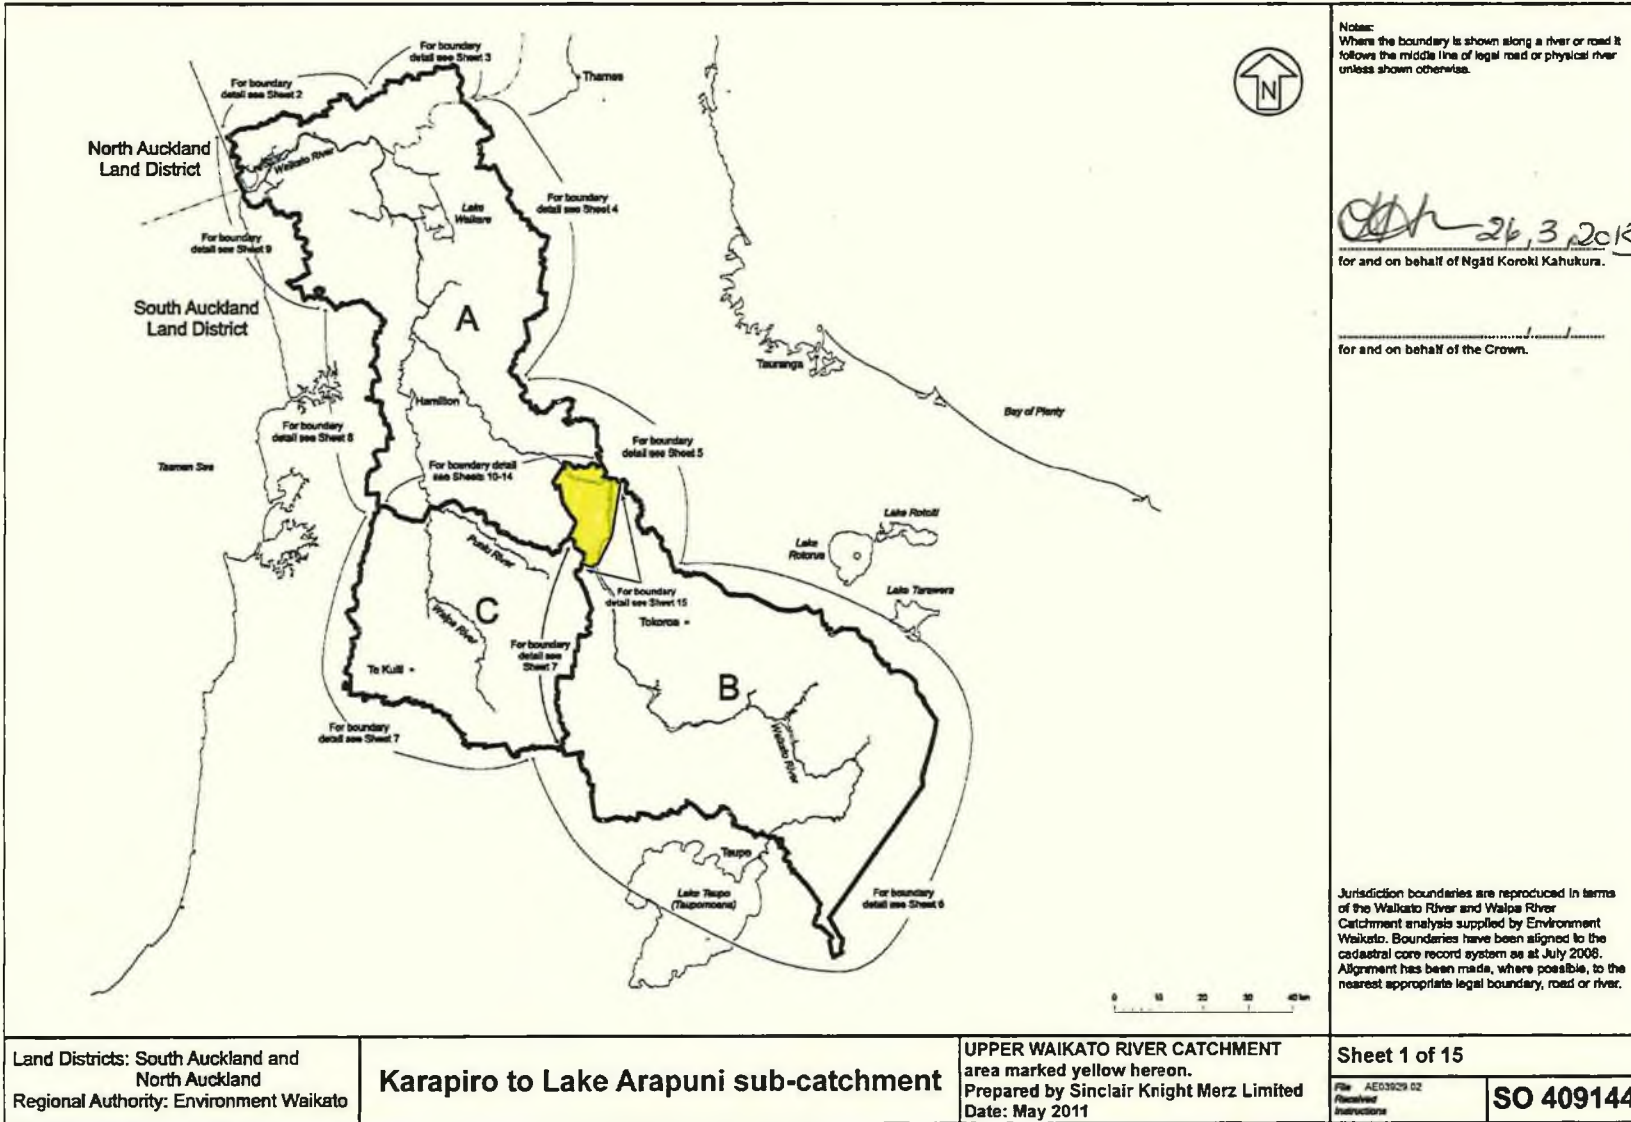 For boundary
detail see Sheet 3
For boundary
detail see Sheet 2
Thames
N
North Auckland
Land District
Waikato River
Lake
Waikare
For boundary
detail see Sheet 4
For boundary
detail see Sheet 9
South Auckland
Land District
A
Tauranga
Hamilton
Bay of Plenty
For boundary
detail see Sheet 8
For boundary
detail see Sheet 5
Tasman Sea
For boundary detail
see Sheets 10-14
Lake Rotoiti
Lake
Rotorua
Puniu River
Lake Tarawera
For boundary
detail see Sheet 15
C
Tokoroa
Waipa River
For boundary
detail see
Sheet 7
Te Kuiti
B
For boundary
detail see Sheet 7
Waikato River
Taupo
Lake Taupo
(Taupomoana)
For boundary
detail see Sheet 6
0 10 20 30 40 km
Notes:
Where the boundary is shown along a river or road it
follows the middle line of legal road or physical river
unless shown otherwise.
26, 3, 2013
for and on behalf of Ngāti Koroki Kahukura.
/ /
for and on behalf of the Crown.
Jurisdiction boundaries are reproduced in terms
of the Waikato River and Waipa River
Catchment analysis supplied by Environment
Waikato. Boundaries have been aligned to the
cadastral core record system as at July 2008.
Alignment has been made, where possible, to the
nearest appropriate legal boundary, road or river.
Land Districts: South Auckland and
North Auckland
Regional Authority: Environment Waikato
Karapiro to Lake Arapuni sub-catchment
UPPER WAIKATO RIVER CATCHMENT
area marked yellow hereon.
Prepared by Sinclair Knight Merz Limited
Date: May 2011
Sheet 1 of 15
File AE03929.02
Received
Instructions
SO 409144